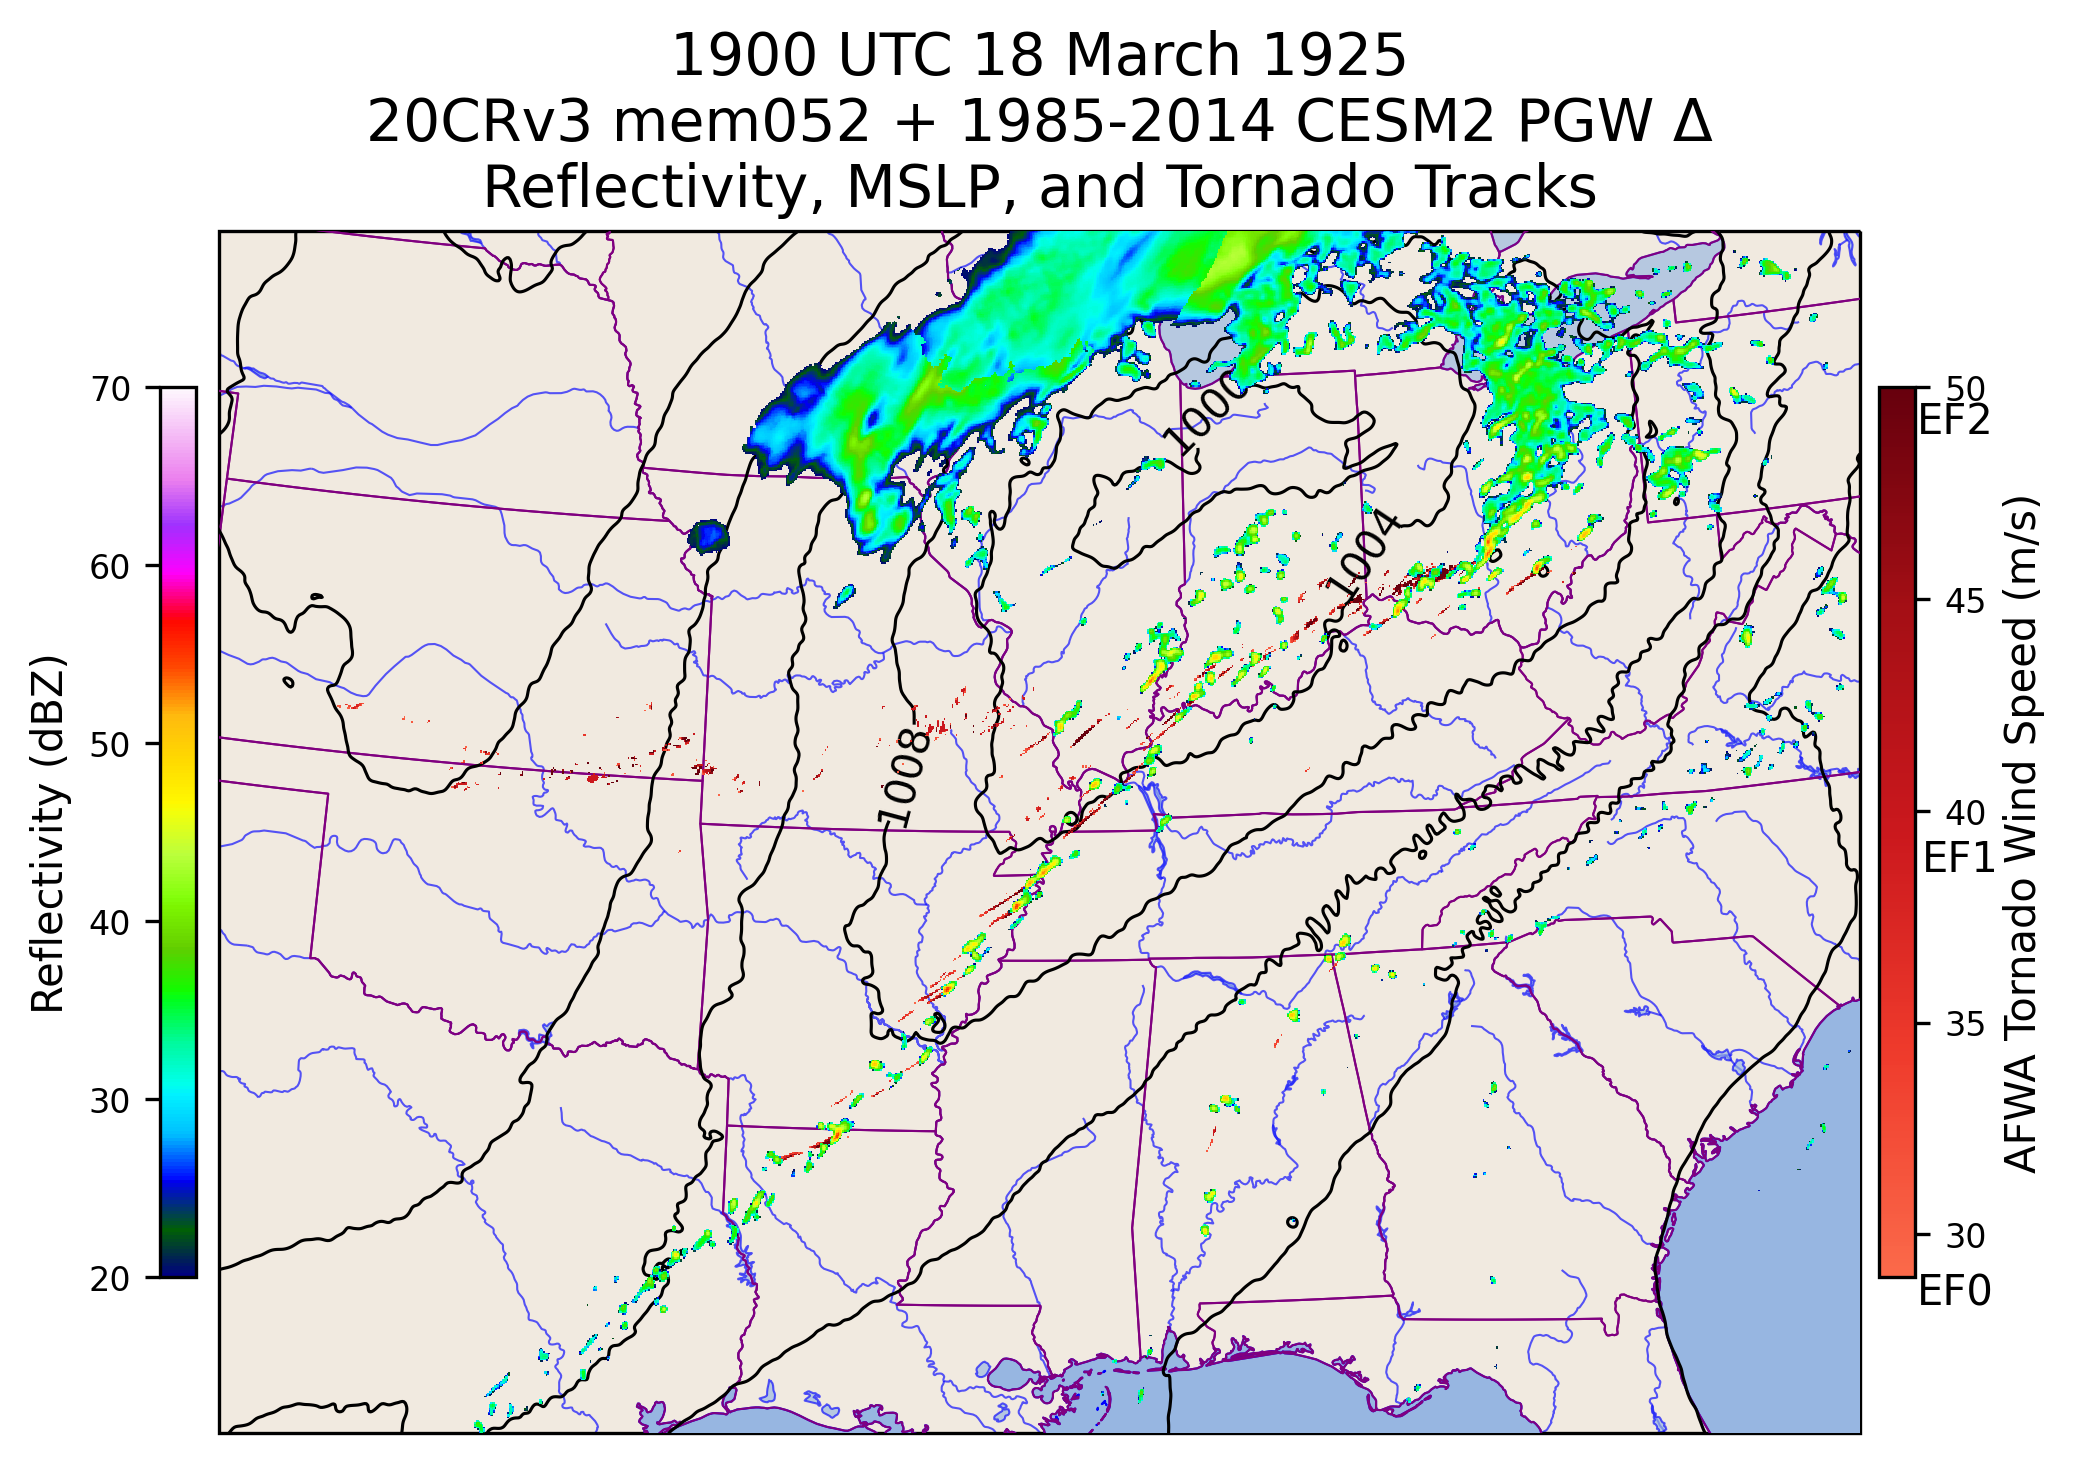 1900 UTC 18 March 1925
20CRv3 mem052 + 1985-2014 CESM2 PGW Δ
Reflectivity, MSLP, and Tornado Tracks
Reflectivity (dBZ)
70
60
50
40
30
20
1000
1004
1008
50
EF2
45
40
EF1
35
30
EF0
AFWA Tornado Wind Speed (m/s)